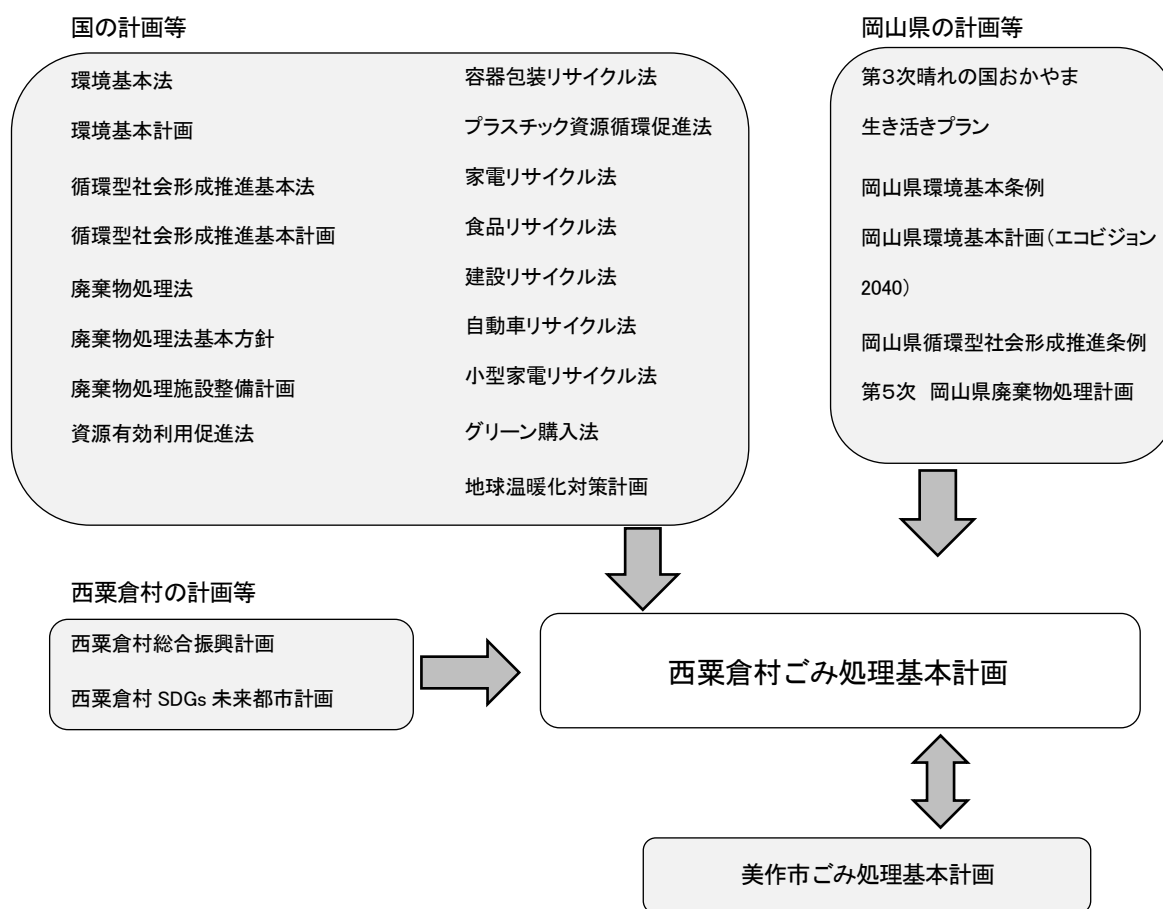 国の計画等
環境基本法
環境基本計画
循環型社会形成推進基本法
循環型社会形成推進基本計画
廃棄物処理法
廃棄物処理法基本方針
廃棄物処理施設整備計画
資源有効利用促進法
容器包装リサイクル法
プラスチック資源循環促進法
家電リサイクル法
食品リサイクル法
建設リサイクル法
自動車リサイクル法
小型家電リサイクル法
グリーン購入法
地球温暖化対策計画
岡山県の計画等
第3次晴れの国おかやま
生き活きプラン
岡山県環境基本条例
岡山県環境基本計画(エコビジョン
2040)
岡山県循環型社会形成推進条例
第5次 岡山県廃棄物処理計画
西粟倉村の計画等
西粟倉村総合振興計画
西粟倉村 SDGs 未来都市計画
西粟倉村ごみ処理基本計画
美作市ごみ処理基本計画